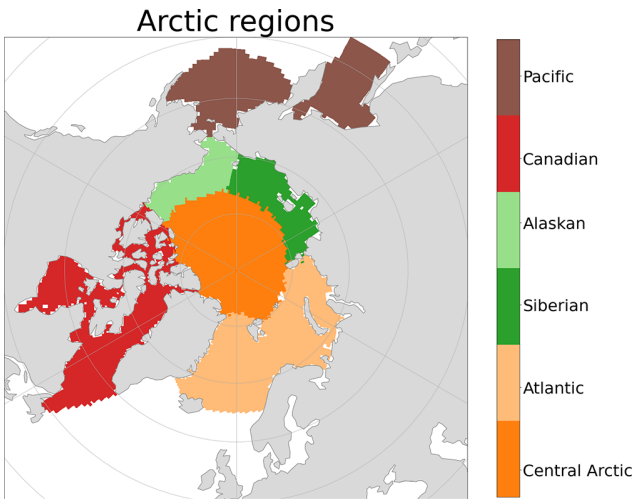 Arctic regions
Pacific
Canadian
Alaskan
Siberian
Atlantic
Central Arctic